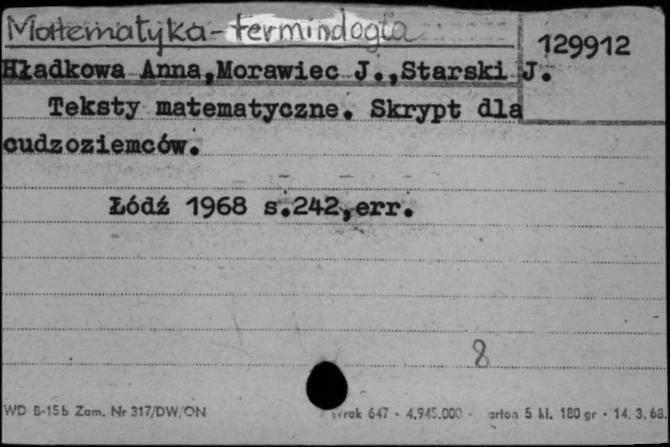 Matematyka - terminologia
129912
Hładkowa Anna,Morawiec J.,Starski J.
Teksty matematyczne. Skrypt dla
cudzoziemców.
Łódź 1968 s.242,err.
8
WD B-15b Zam. Nr 317/DW/ON 647 - 4.945.000 - 5 kl. 180 gr - 14. 3. 68.